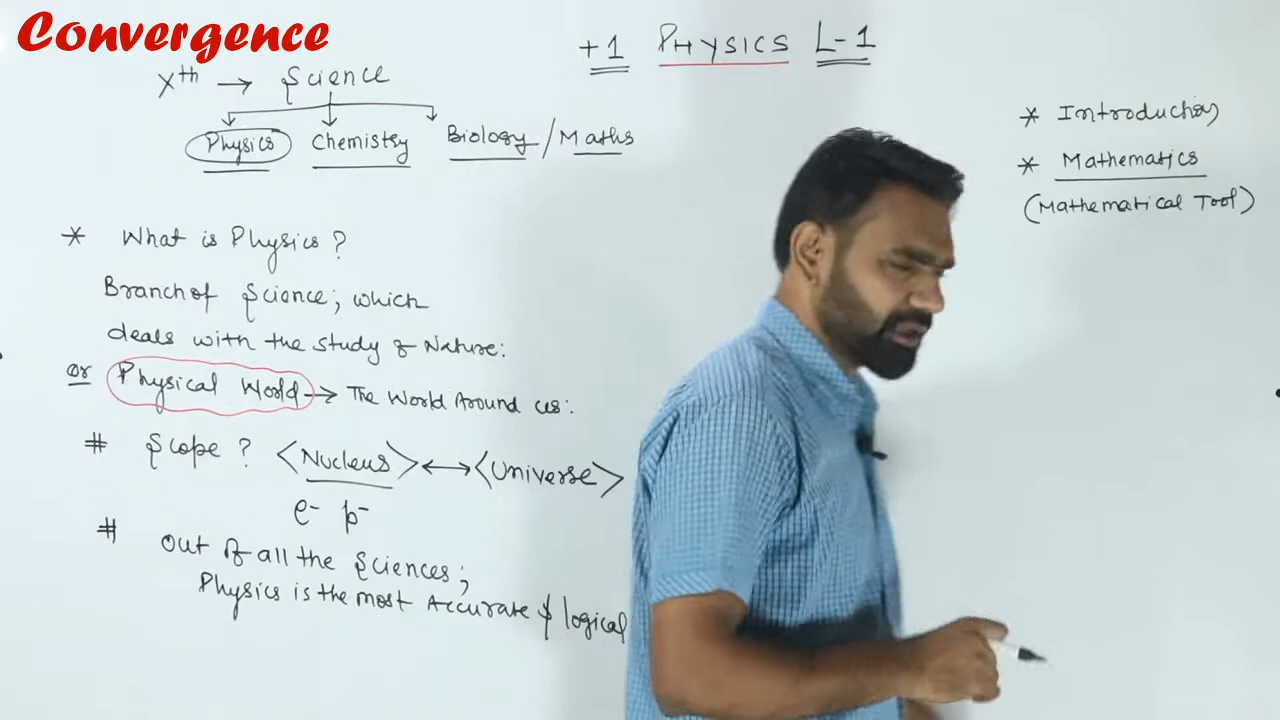 Convergence
+1 PHYSICS L-1
Xth → Science
Physics Chemistry Biology / Maths
* What is Physics ?
Branch of Science; which
deals with the study of Nature:
or Physical World → The World Around us:
# Scope ? <Nucleus> ↔ <Universe>
e- p-
# Out of all the Sciences;
Physics is the most Accurate & logical
* Introduction
* Mathematics
(Mathematical Tool)